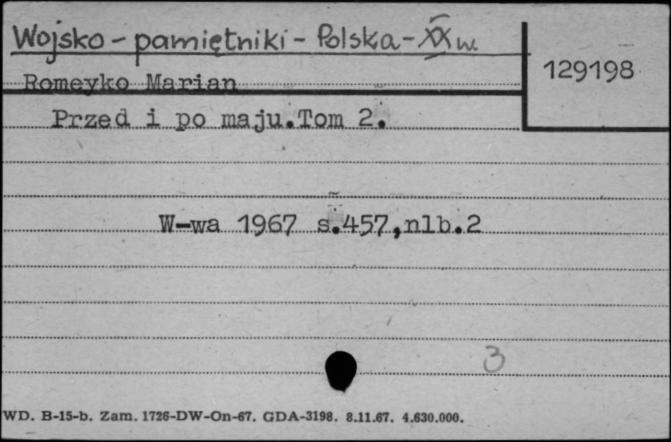 Wojsko - pamiętniki - Polska - XX w.
129198
Romeyko Marian
Przed i po maju.Tom 2.
W-wa 1967 s.457,nlb.2
3
WD. B-15-b. Zam. 1726-DW-On-67. GDA-3198. 8.11.67. 4.630.000.